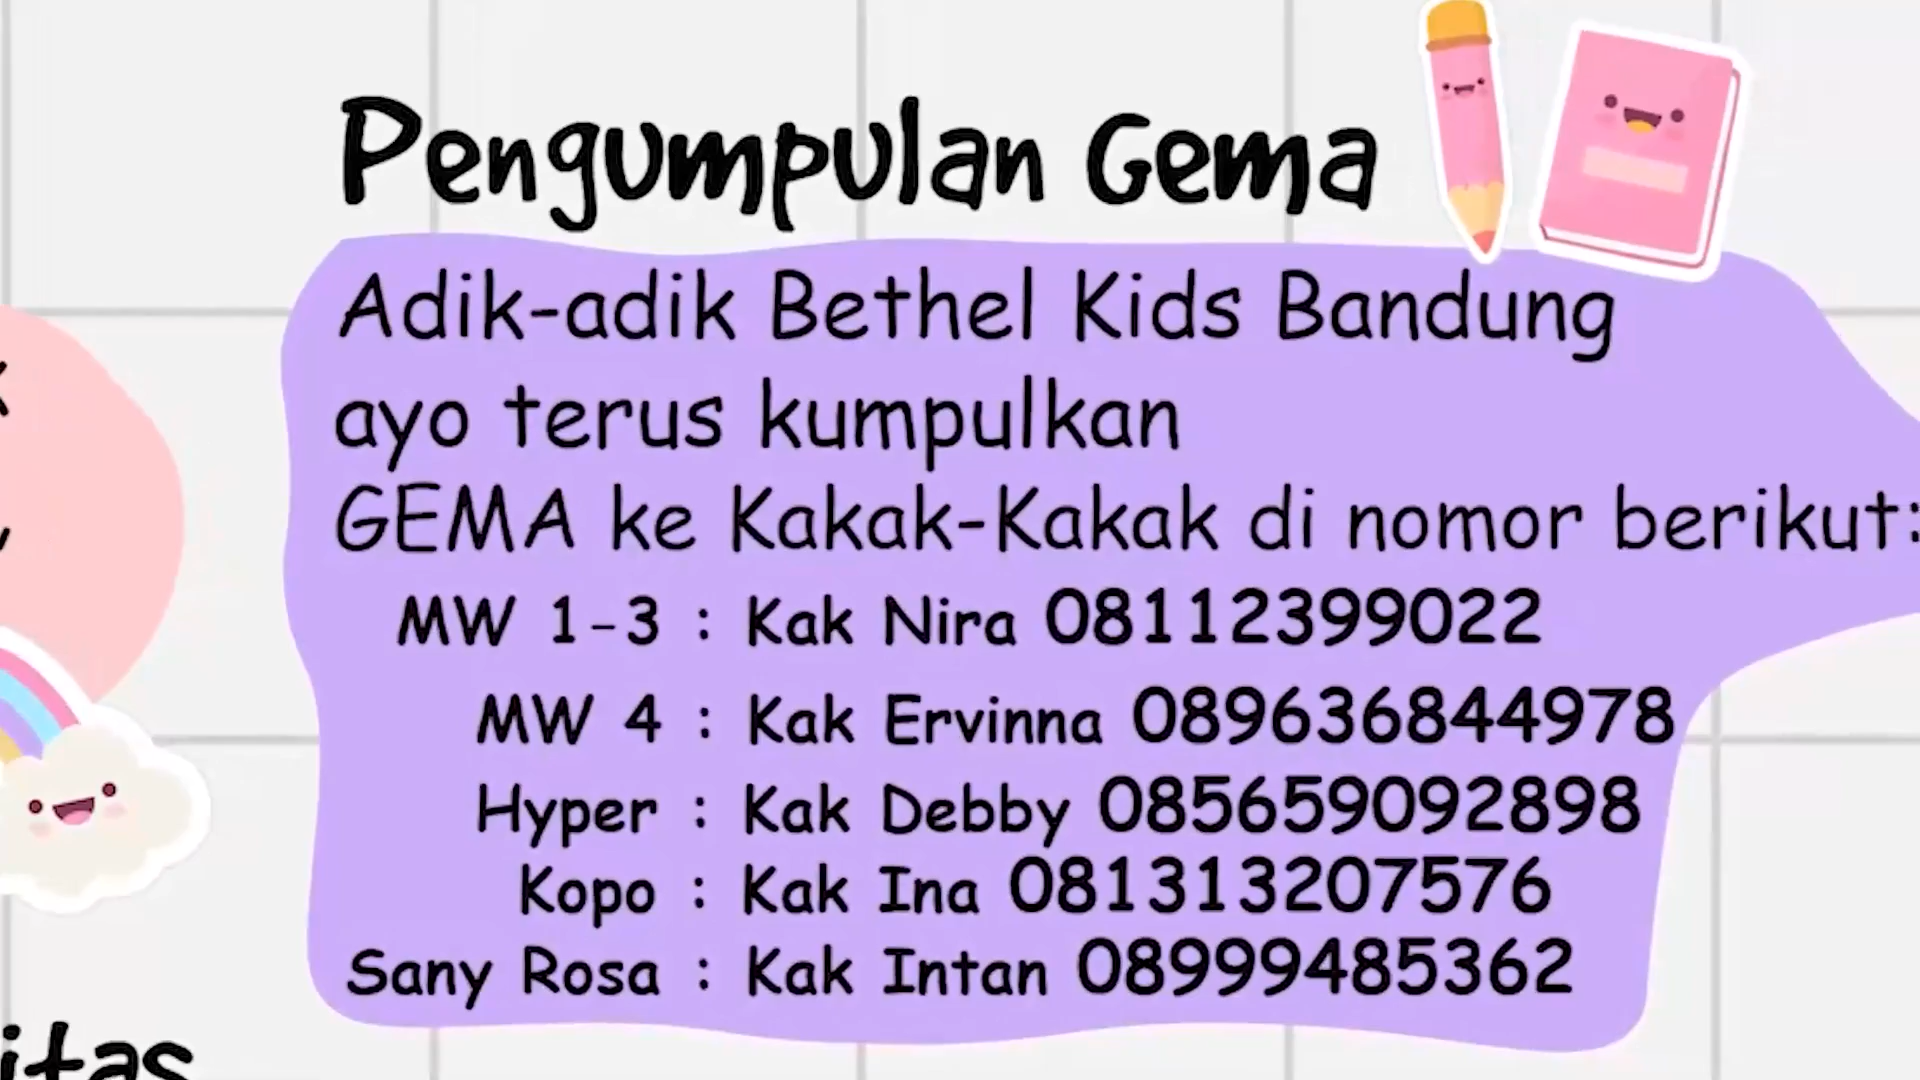 Pengumpulan Gema
Adik-adik Bethel Kids Bandung
ayo terus kumpulkan
GEMA ke Kakak-Kakak di nomor berikut:
MW 1-3 : Kak Nira 08112399022
MW 4 : Kak Ervinna 089636844978
Hyper : Kak Debby 085659092898
Kopo : Kak Ina 081313207576
Sany Rosa : Kak Intan 08999485362
itas